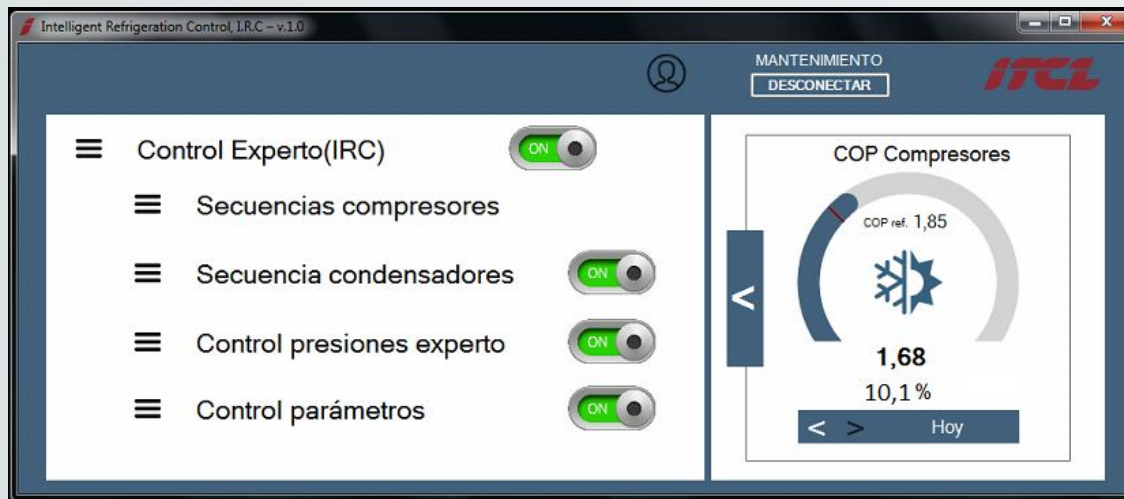 Intelligent Refrigeration Control, I.R.C – v.1.0
MANTENIMIENTO
DESCONECTAR
ITCL
Control Experto(IRC)
ON
Secuencias compresores
Secuencia condensadores
ON
Control presiones experto
ON
Control parámetros
ON
COP Compresores
COP ref. 1,85
<
1,68
10,1%
< > Hoy